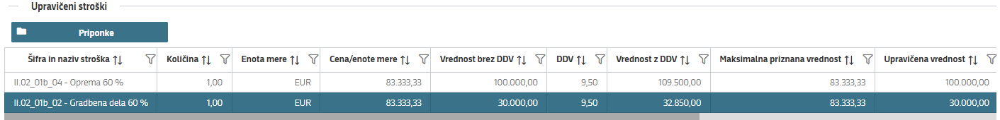 Upravičeni stroški
Priponke
Šifra in naziv stroška Količina Enota mere Cena/enote mere Vrednost brez DDV DDV Vrednost z DDV Maksimalna priznana vrednost Upravičena vrednost
II.02_01b_04 - Oprema 60 % 1,00 EUR 83.333,33 100.000,00 9,50 109.500,00 83.333,33 100.000,00
II.02_01b_02 - Gradbena dela 60 % 1,00 EUR 83.333,33 30.000,00 9,50 32.850,00 83.333,33 30.000,00